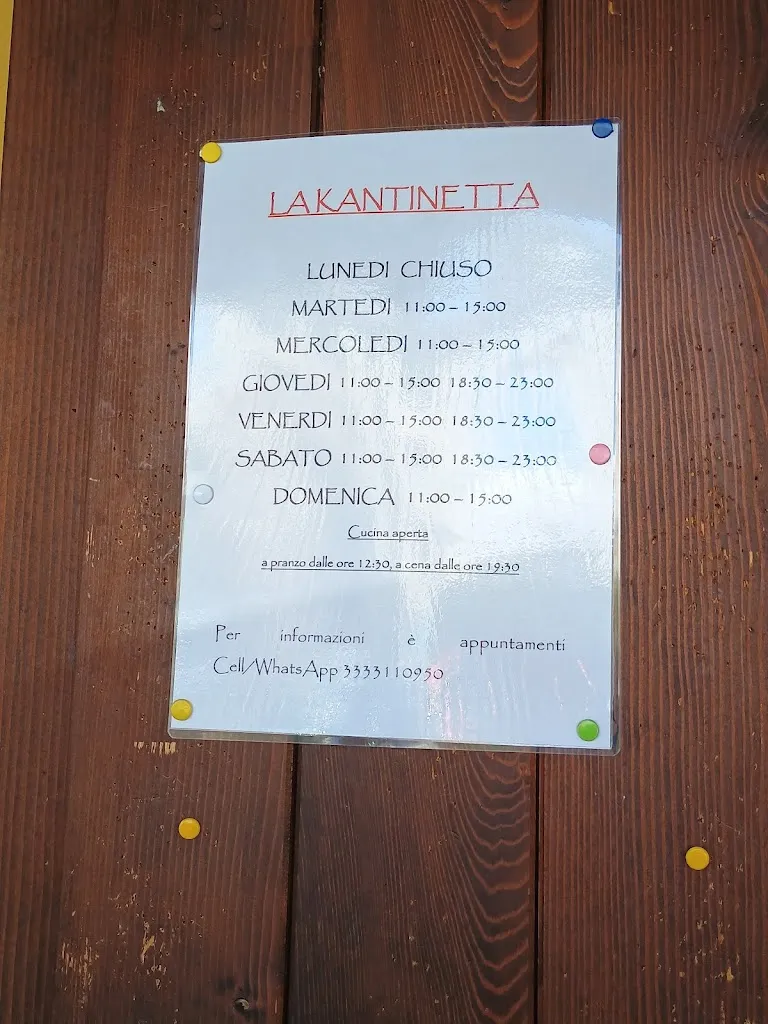 LA KANTINETTA
LUNEDI CHIUSO
MARTEDI 11:00 – 15:00
MERCOLEDI 11:00 – 15:00
GIOVEDI 11:00 – 15:00 18:30 – 23:00
VENERDI 11:00 – 15:00 18:30 – 23:00
SABATO 11:00 – 15:00 18:30 – 23:00
DOMENICA 11:00 – 15:00
Cucina aperta
a pranzo dalle ore 12:30, a cena dalle ore 19:30
Per informazioni è appuntamenti
Cell/WhatsApp 3333110950